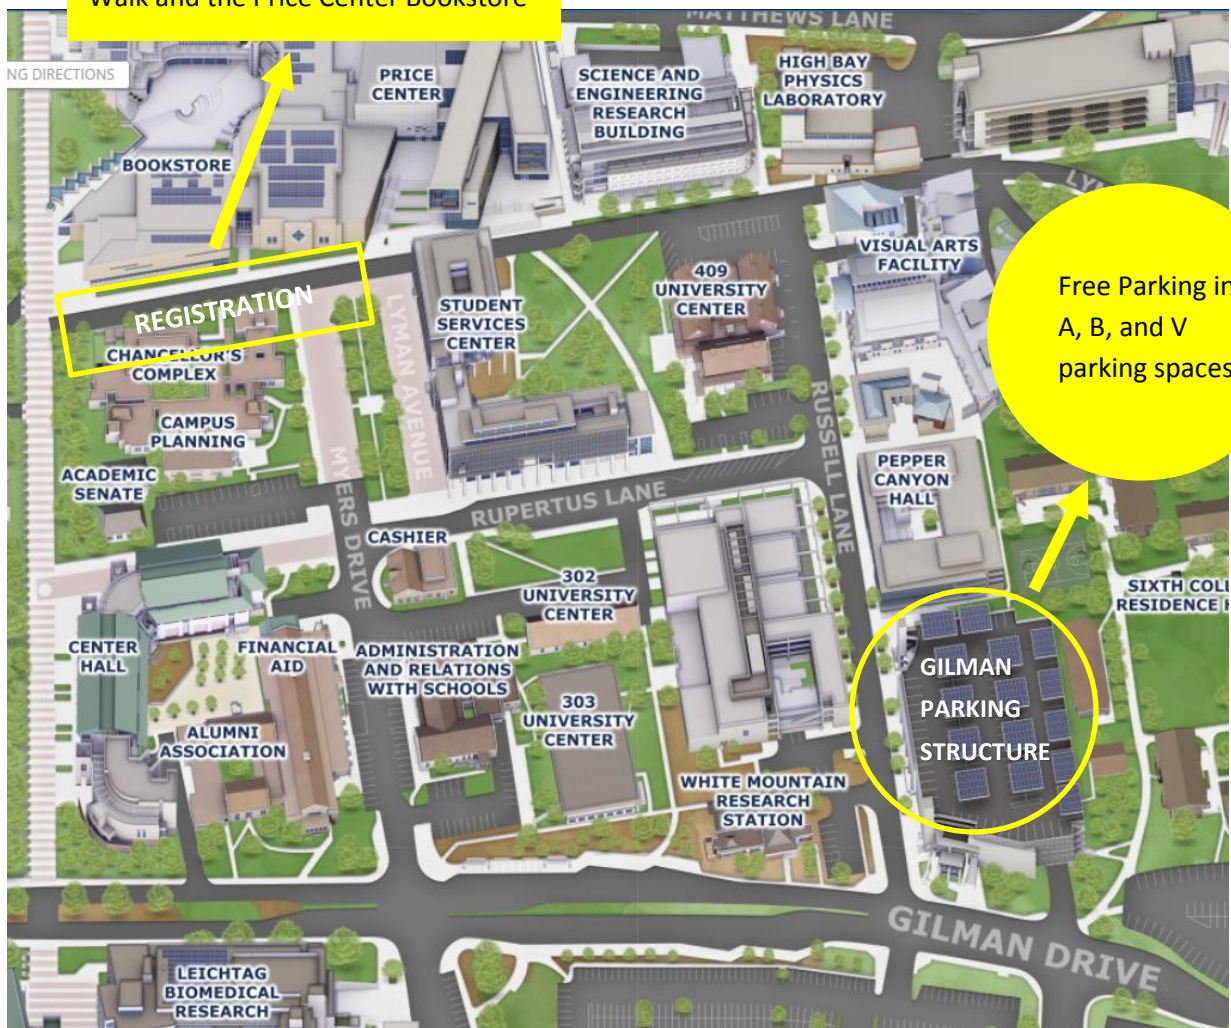 Walk and the Price Center Bookstore
MATTHEWS LANE
NG DIRECTIONS
PRICE
CENTER
SCIENCE AND
ENGINEERING
RESEARCH
BUILDING
HIGH BAY
PHYSICS
LABORATORY
BOOKSTORE
LYM
VISUAL ARTS
FACILITY
Free Parking in
A, B, and V
parking spaces
409
UNIVERSITY
CENTER
REGISTRATION
LYMAN AVENUE
STUDENT
SERVICES
CENTER
CHANCELLOR'S
COMPLEX
CAMPUS
PLANNING
RUSSELL LANE
ACADEMIC
SENATE
MYERS DRIVE
RUPERTUS LANE
PEPPER
CANYON
HALL
CASHIER
302
UNIVERSITY
CENTER
SIXTH COLL
RESIDENCE
CENTER
HALL
FINANCIAL
AID
ADMINISTRATION
AND RELATIONS
WITH SCHOOLS
GILMAN
PARKING
STRUCTURE
303
UNIVERSITY
CENTER
ALUMNI
ASSOCIATION
WHITE MOUNTAIN
RESEARCH
STATION
GILMAN DRIVE
LEICHTAG
BIOMEDICAL
RESEARCH